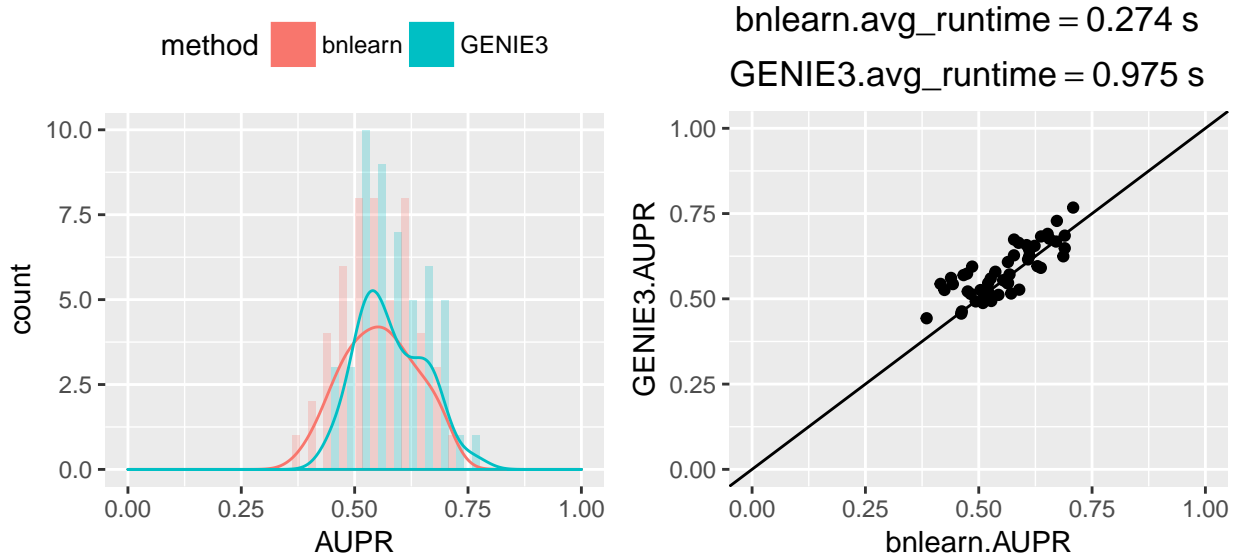 method bnlearn GENIE3
10.0
7.5
5.0
2.5
0.0
count
0.00 0.25 0.50 0.75 1.00
AUPR
bnlearn.avg_runtime = 0.274 s
GENIE3.avg_runtime = 0.975 s
1.00
0.75
0.50
0.25
0.00
GENIE3.AUPR
0.00 0.25 0.50 0.75 1.00
bnlearn.AUPR